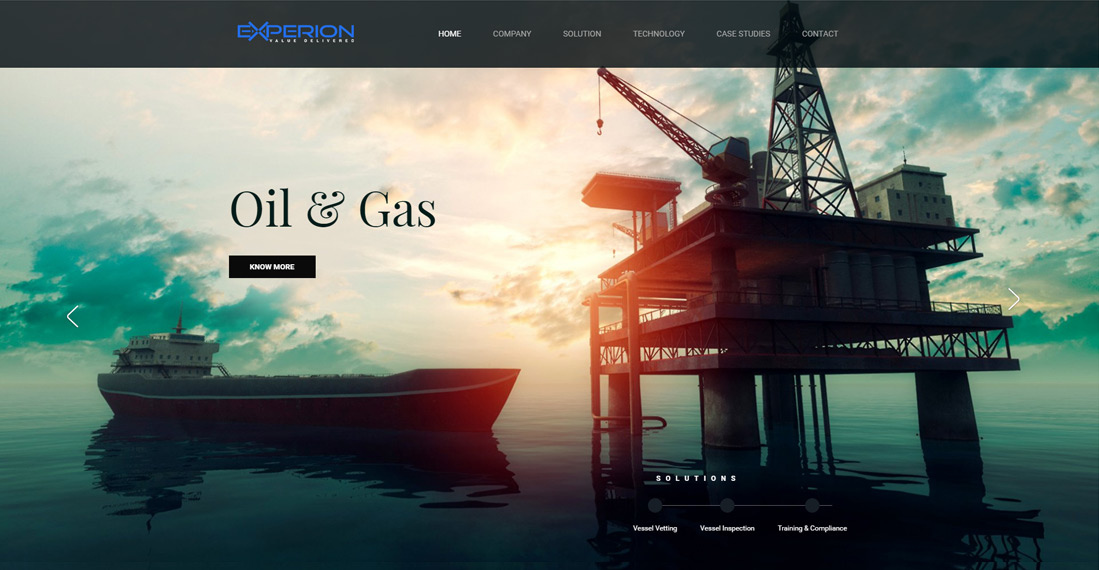 EXPERION
VALUE DELIVERED
HOME COMPANY SOLUTION TECHNOLOGY CASE STUDIES CONTACT
Oil & Gas
KNOW MORE
SOLUTIONS
Vessel Vetting Vessel Inspection Training & Compliance